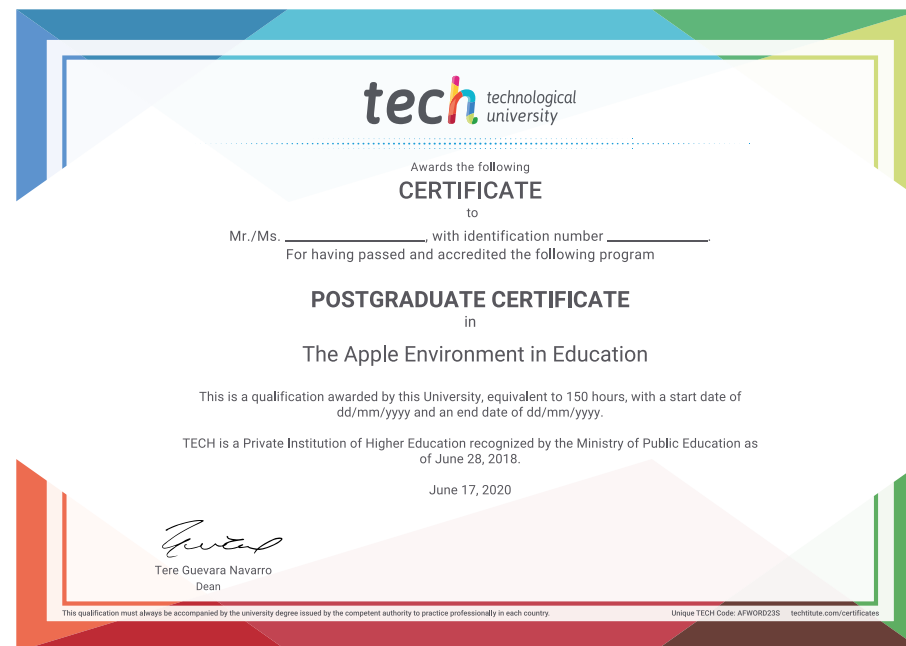 tech technological
university
Awards the following
CERTIFICATE
to
Mr./Ms. ____________, with identification number ____________.
For having passed and accredited the following program
POSTGRADUATE CERTIFICATE
in
The Apple Environment in Education
This is a qualification awarded by this University, equivalent to 150 hours, with a start date of
dd/mm/yyyy and an end date of dd/mm/yyyy.
TECH is a Private Institution of Higher Education recognized by the Ministry of Public Education as
of June 28, 2018.
June 17, 2020
Tere Guevara Navarro
Dean
This qualification must always be accompanied by the university degree issued by the competent authority to practice professionally in each country. Unique TECH Code: AFWORD23S techtitute.com/certificates